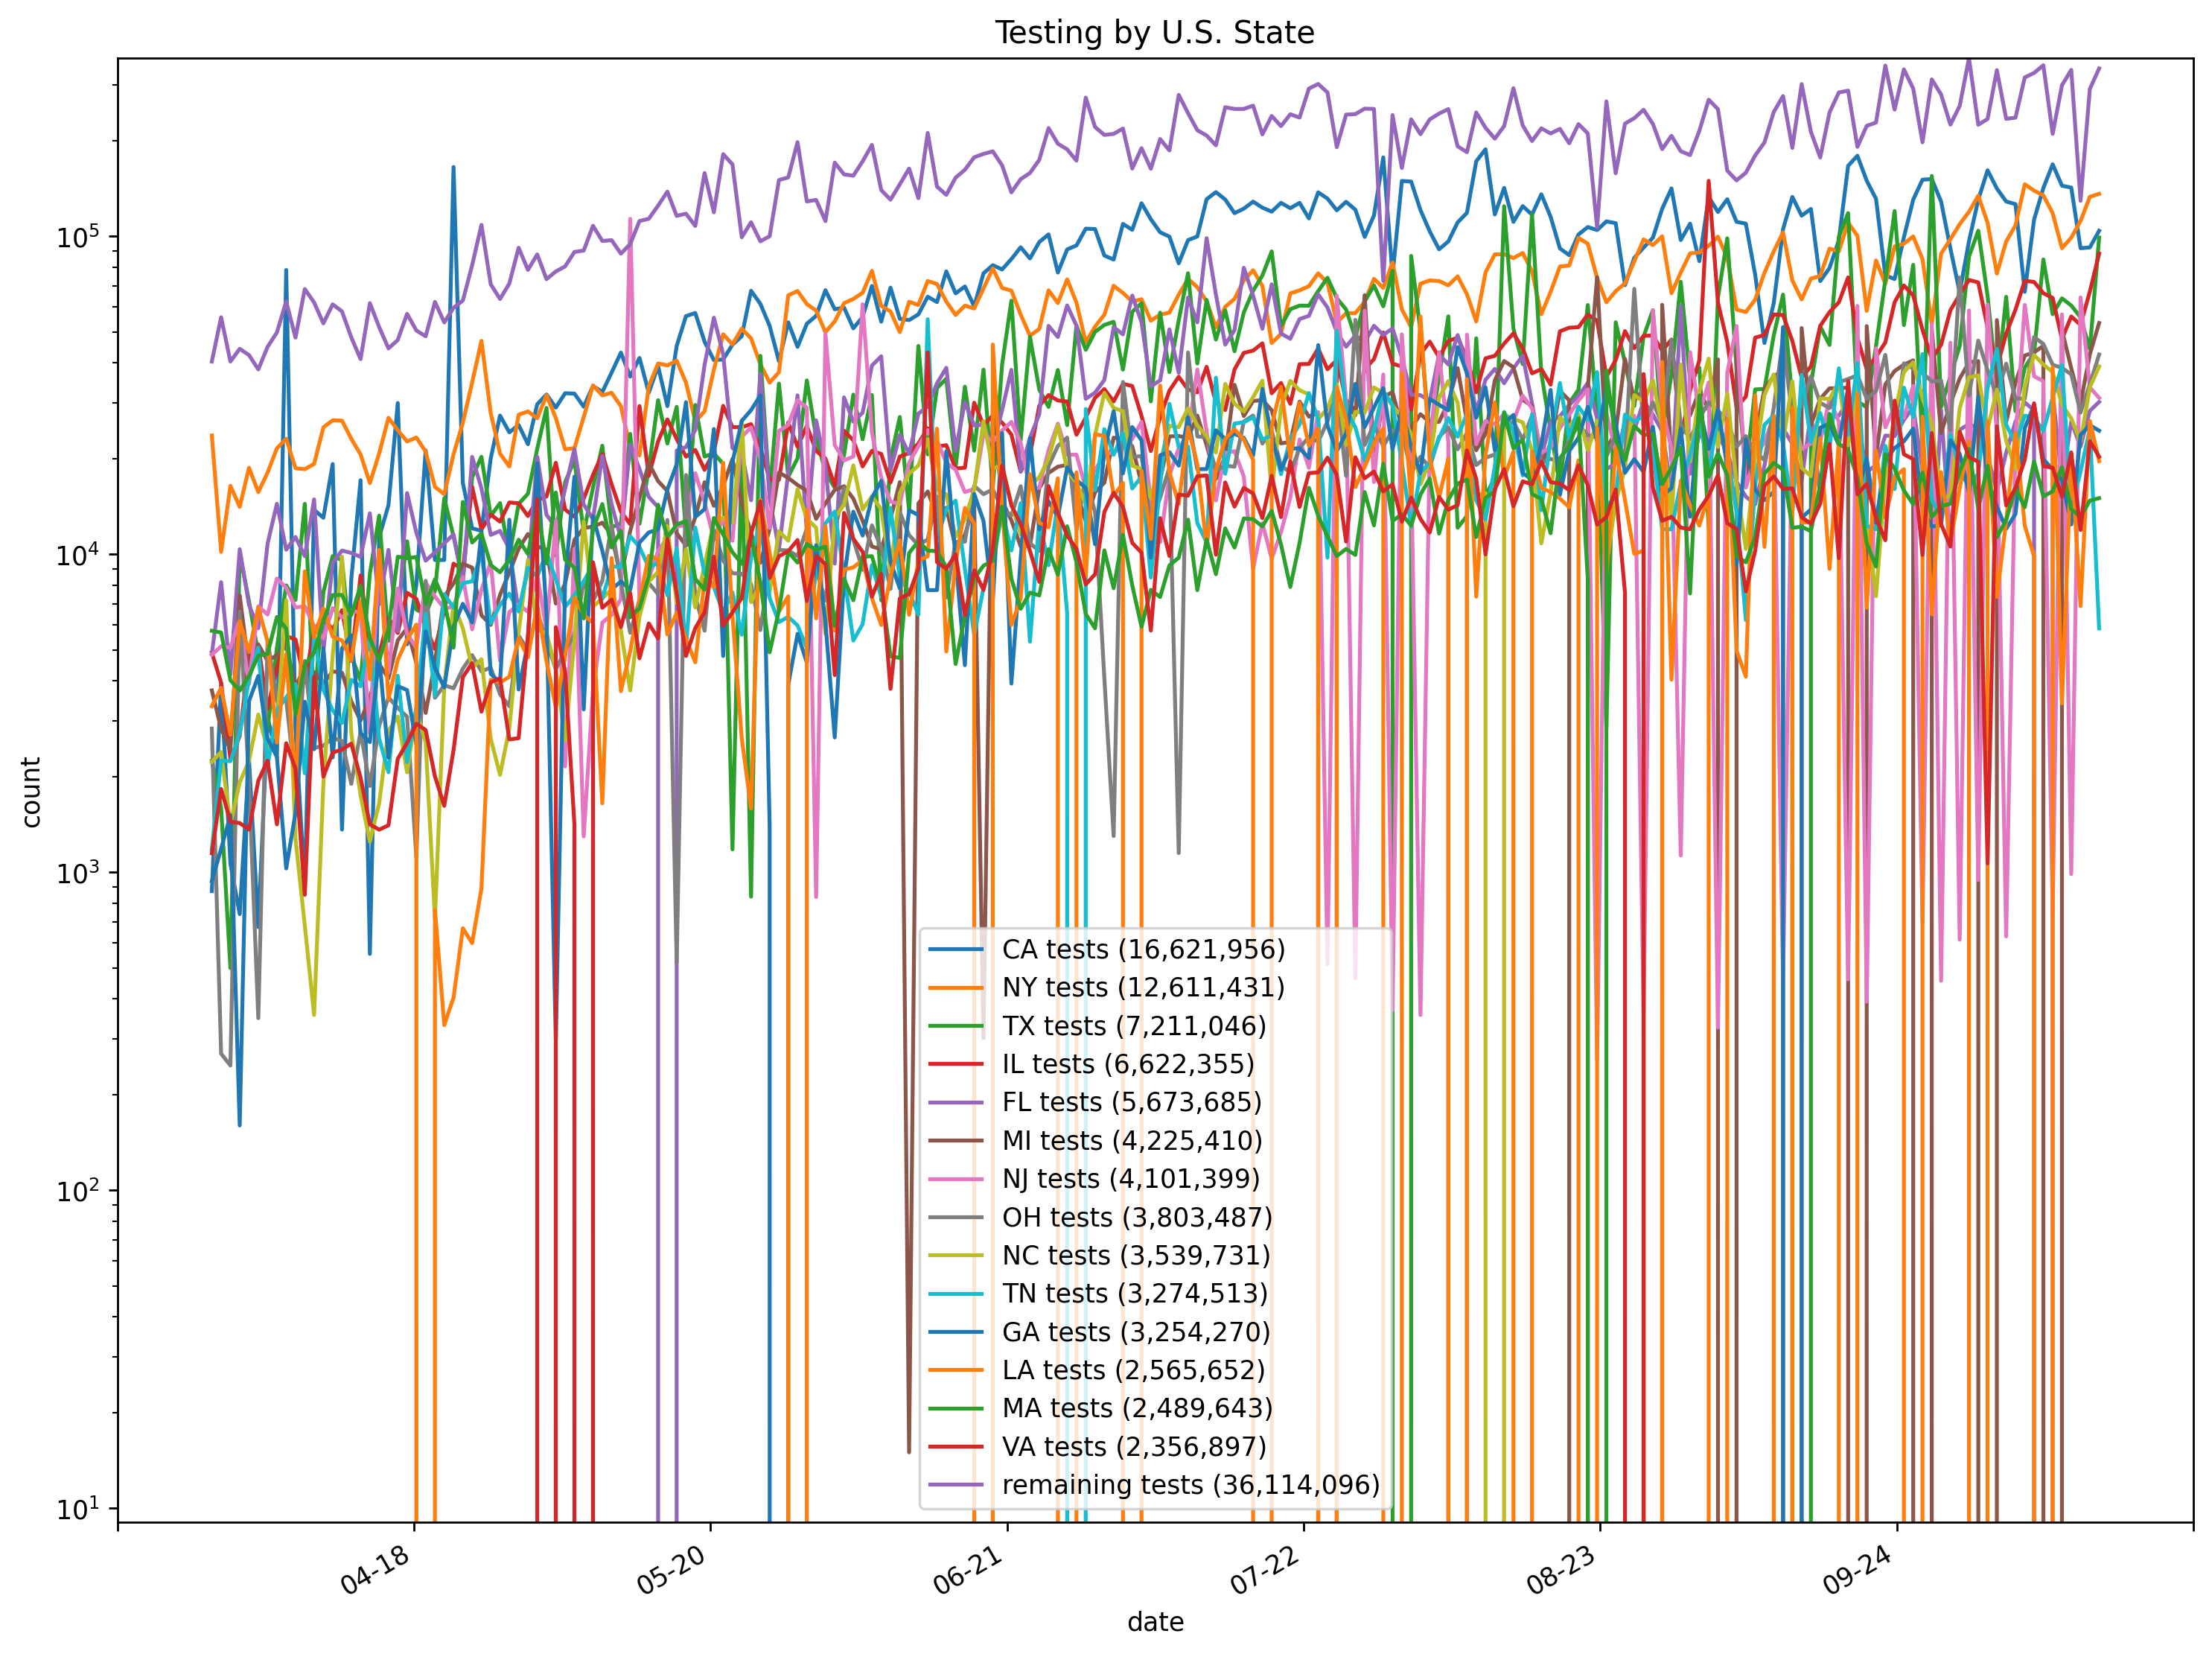 Testing by U.S. State
count
10^5
10^4
10^3
10^2
10^1
CA tests (16,621,956)
NY tests (12,611,431)
TX tests (7,211,046)
IL tests (6,622,355)
FL tests (5,673,685)
MI tests (4,225,410)
NJ tests (4,101,399)
OH tests (3,803,487)
NC tests (3,539,731)
TN tests (3,274,513)
GA tests (3,254,270)
LA tests (2,565,652)
MA tests (2,489,643)
VA tests (2,356,897)
remaining tests (36,114,096)
04-18
05-20
06-21
07-22
08-23
09-24
date